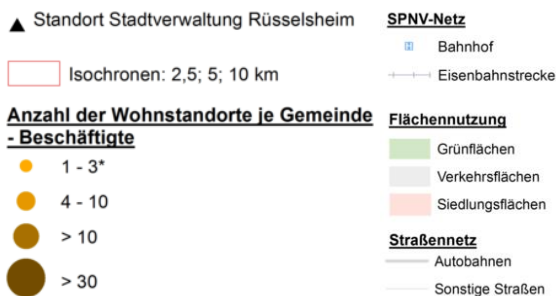 Standort Stadtverwaltung Rüsselsheim
Isochronen: 2,5; 5; 10 km
Anzahl der Wohnstandorte je Gemeinde
- Beschäftigte
1 - 3*
4 - 10
> 10
> 30
SPNV-Netz
H Bahnhof
Eisenbahnstrecke
Flächennutzung
Grünflächen
Verkehrsflächen
Siedlungsflächen
Straßennetz
Autobahnen
Sonstige Straßen